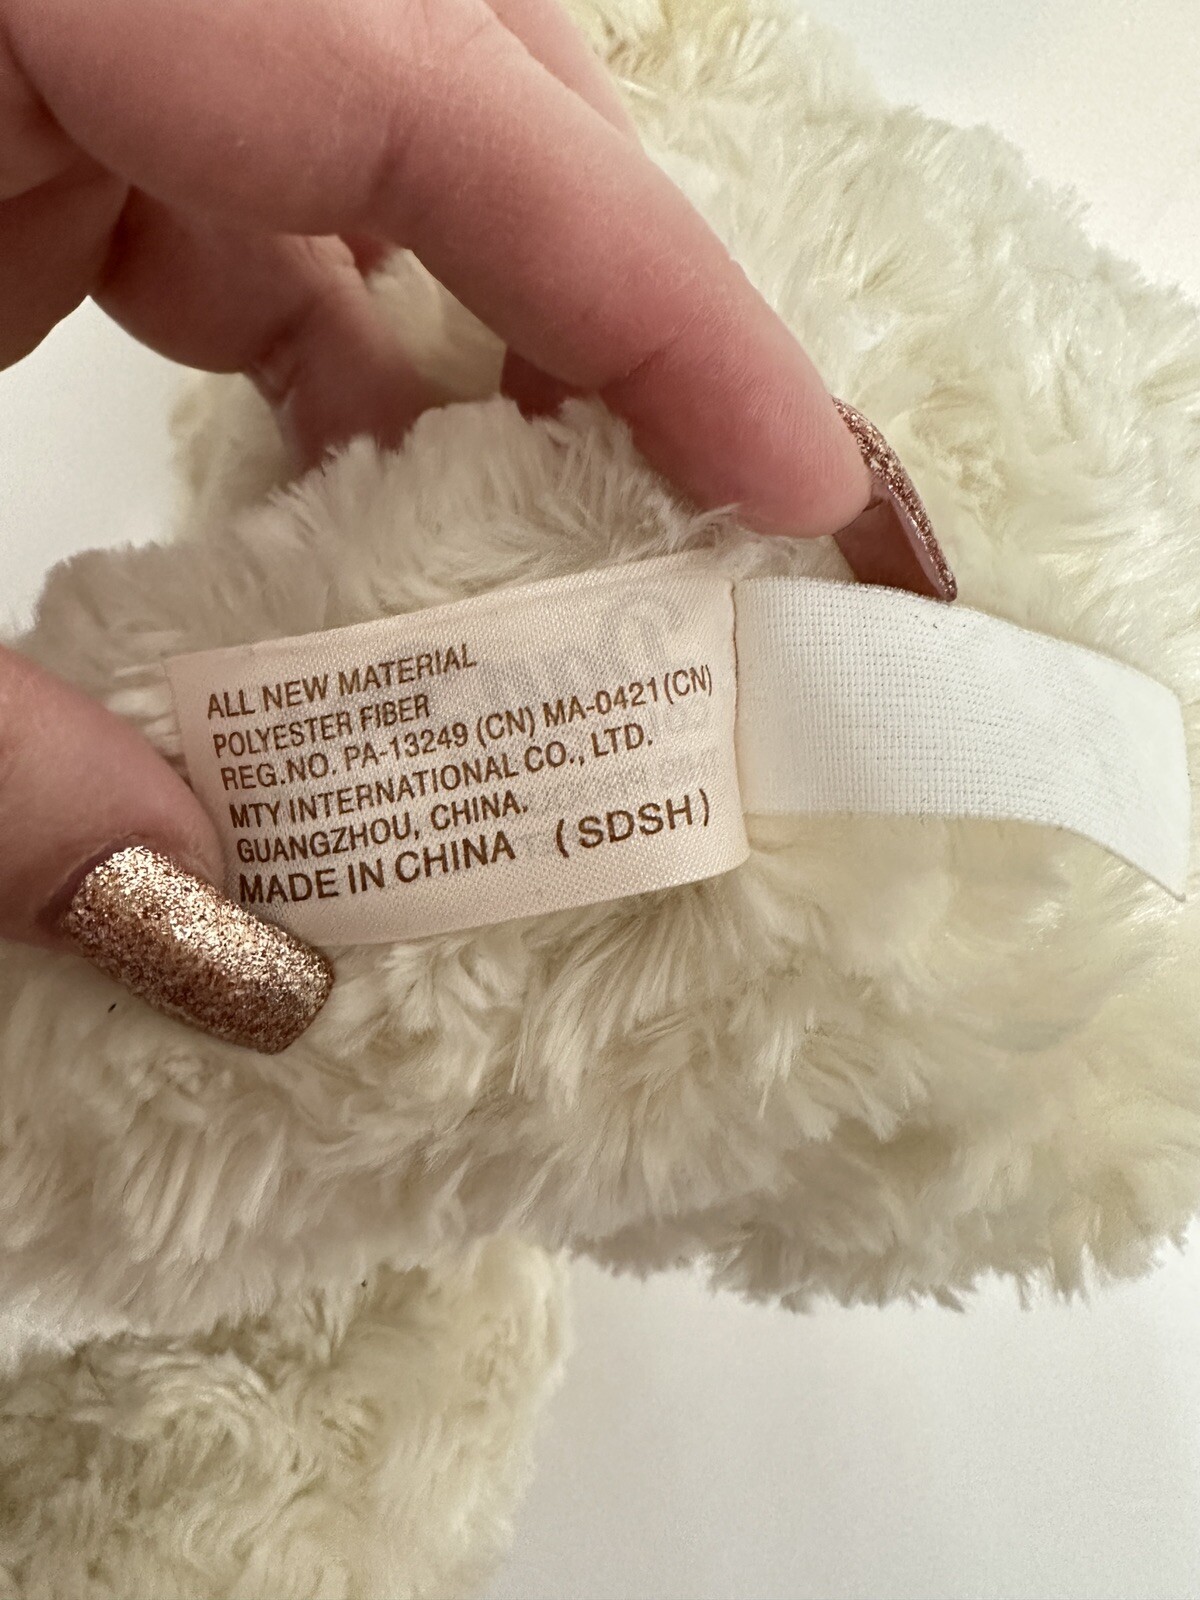 ALL NEW MATERIAL
POLYESTER FIBER
REG.NO. PA-13249 (CN) MA-0421(CN)
MTY INTERNATIONAL CO., LTD.
GUANGZHOU, CHINA.
MADE IN CHINA (SDSH)